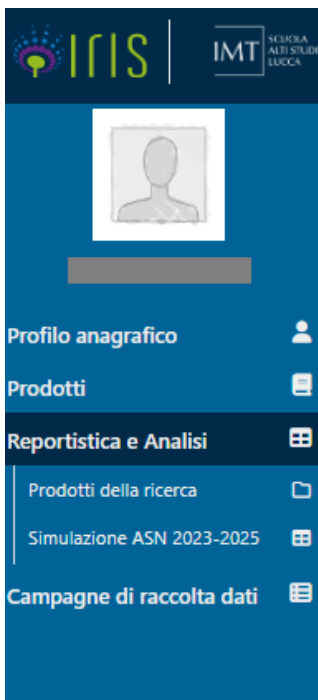 IRIS
IMT
SCUOLA
ALTI STUDI
LUCCA
Profilo anagrafico
Prodotti
Reportistica e Analisi
Prodotti della ricerca
Simulazione ASN 2023-2025
Campagne di raccolta dati